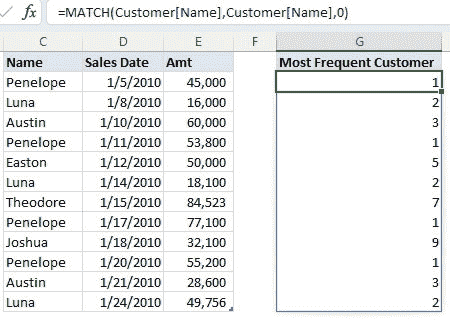 fx =MATCH(Customer[Name],Customer[Name],0)
C D E F G
Name Sales Date Amt Most Frequent Customer
Penelope 1/5/2010 45,000 1
Luna 1/8/2010 16,000 2
Austin 1/10/2010 60,000 3
Penelope 1/11/2010 53,800 1
Easton 1/12/2010 50,000 5
Luna 1/14/2010 18,100 2
Theodore 1/15/2010 84,523 7
Penelope 1/17/2010 77,100 1
Joshua 1/18/2010 32,100 9
Penelope 1/20/2010 55,200 1
Austin 1/21/2010 28,600 3
Luna 1/24/2010 49,756 2